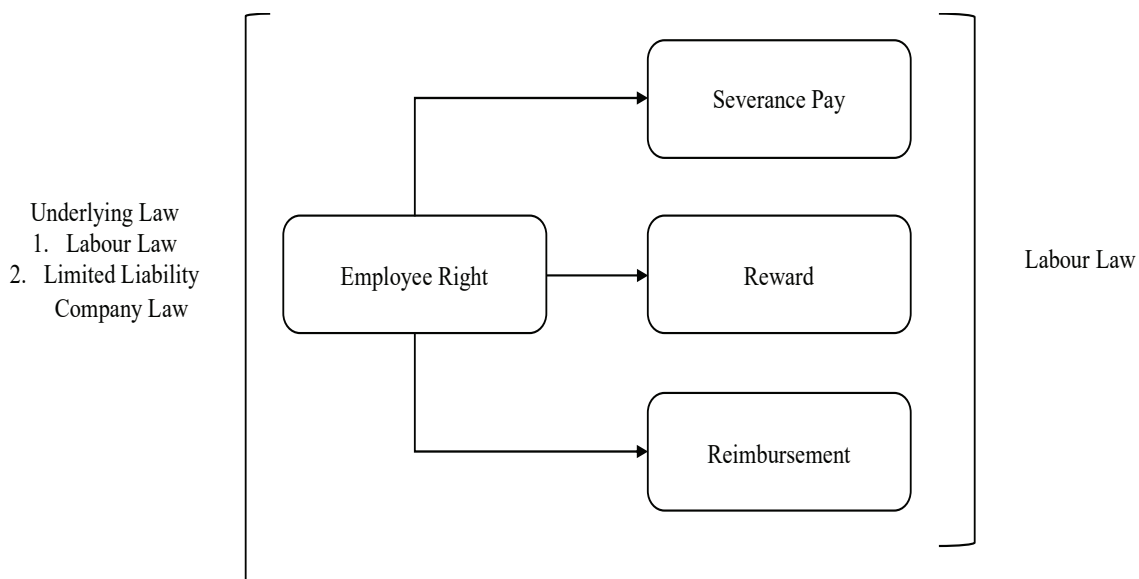 Underlying Law
1. Labour Law
2. Limited Liability
Company Law
Employee Right
Severance Pay
Reward
Reimbursement
Labour Law